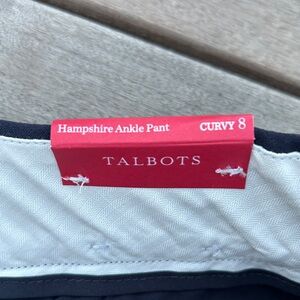 Hampshire Ankle Pant CURVY 8
TALBOTS